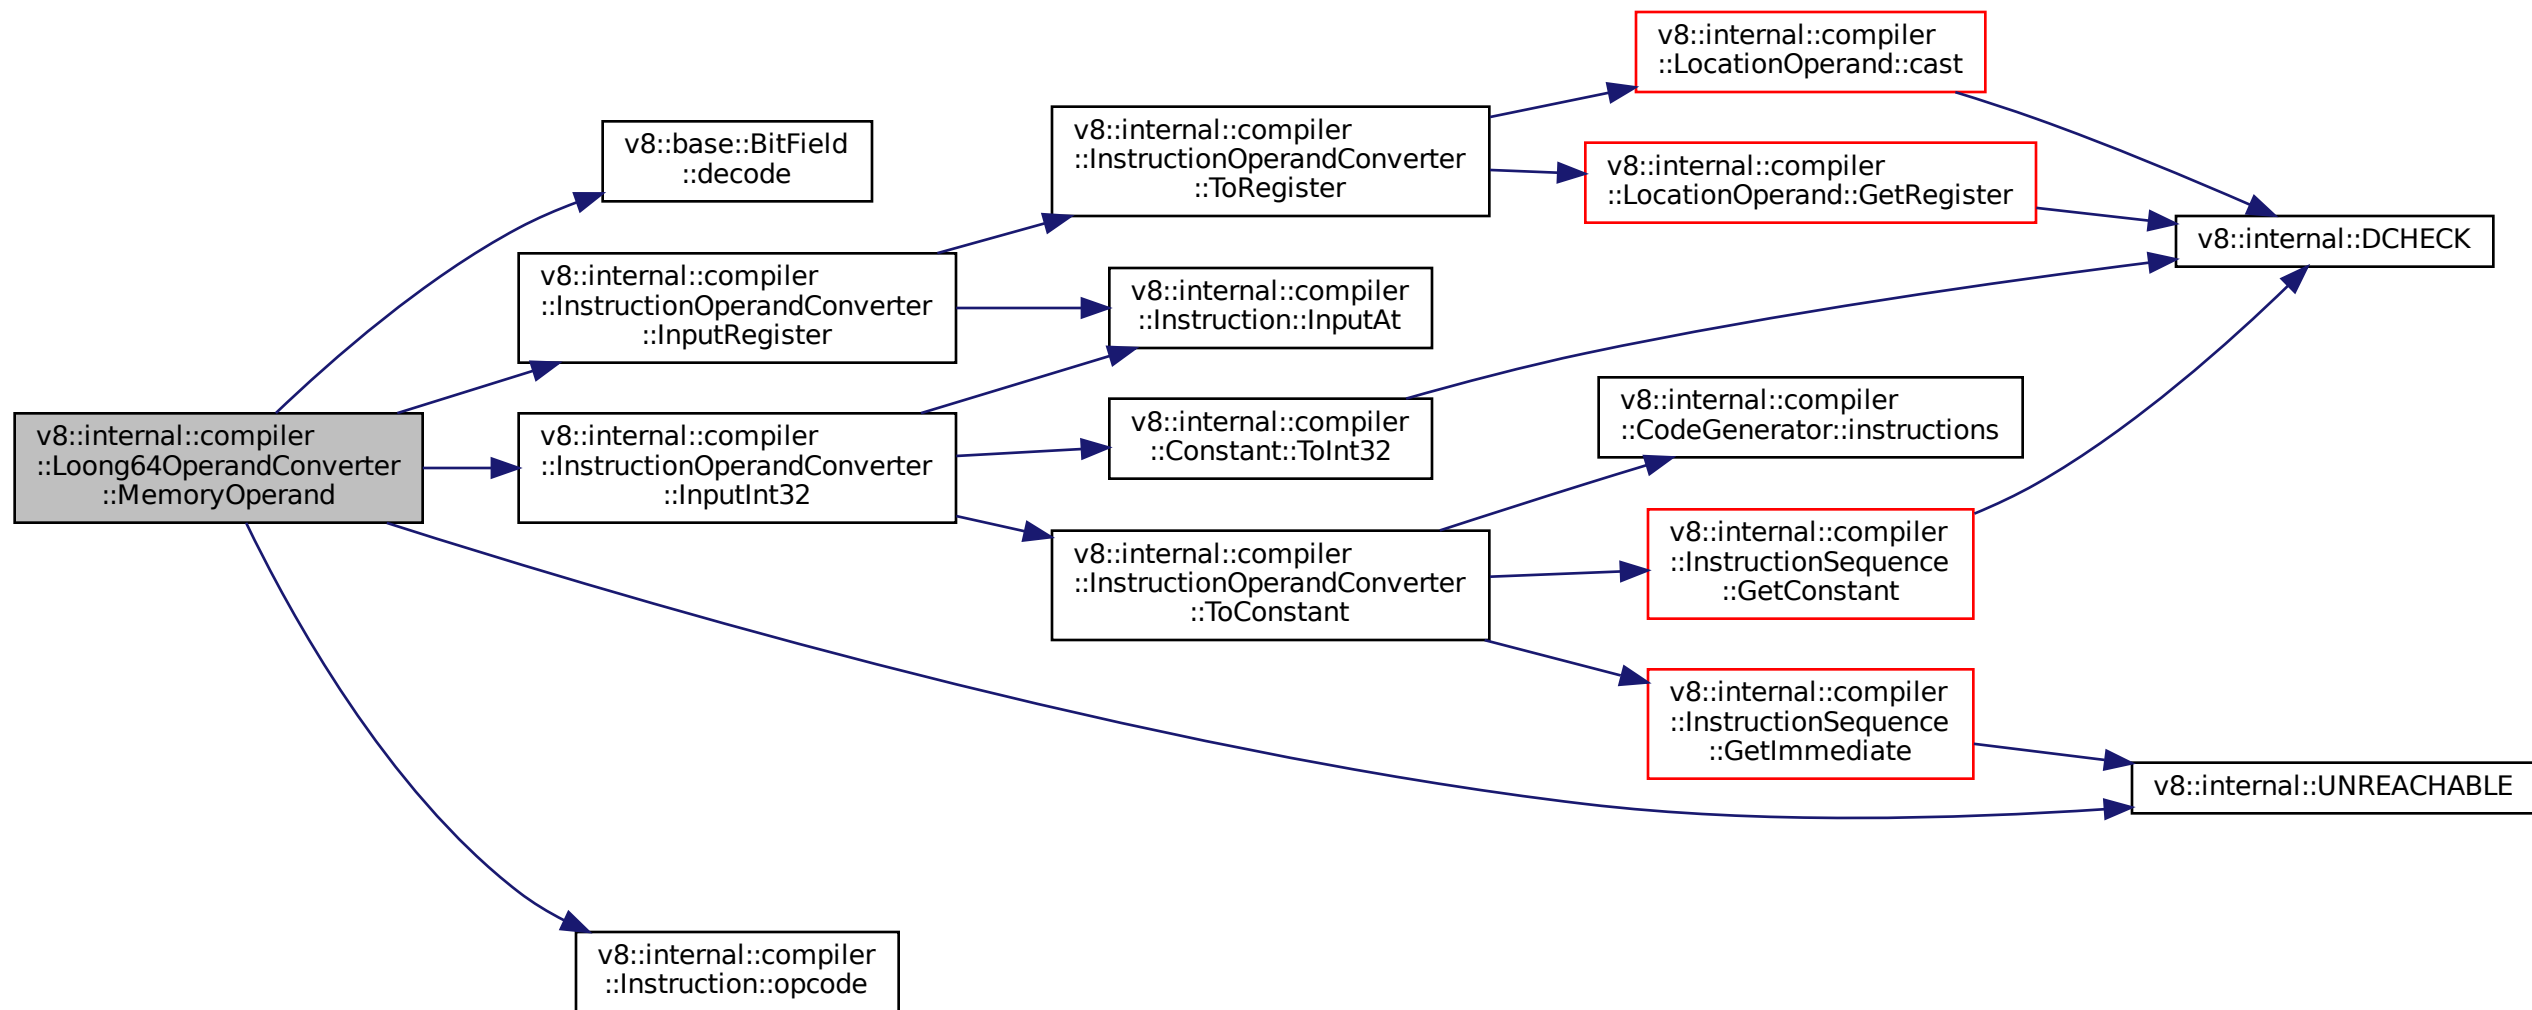 v8::internal::compiler
::Loong64OperandConverter
::MemoryOperand
v8::base::BitField
::decode
v8::internal::compiler
::InstructionOperandConverter
::InputRegister
v8::internal::compiler
::InstructionOperandConverter
::InputInt32
v8::internal::compiler
::Instruction::opcode
v8::internal::compiler
::InstructionOperandConverter
::ToRegister
v8::internal::compiler
::Instruction::InputAt
v8::internal::compiler
::Constant::ToInt32
v8::internal::compiler
::InstructionOperandConverter
::ToConstant
v8::internal::compiler
::LocationOperand::cast
v8::internal::compiler
::LocationOperand::GetRegister
v8::internal::compiler
::CodeGenerator::instructions
v8::internal::compiler
::InstructionSequence
::GetConstant
v8::internal::compiler
::InstructionSequence
::GetImmediate
v8::internal::DCHECK
v8::internal::UNREACHABLE